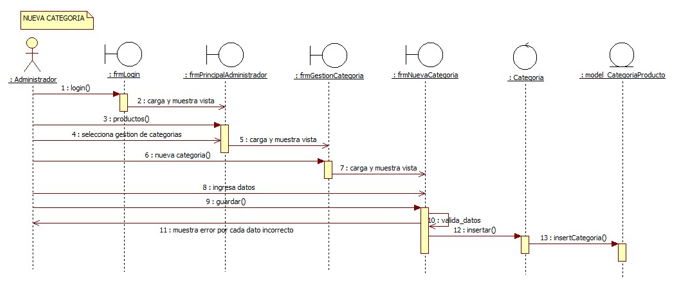 NUEVA CATEGORIA
: Administrador
: frmLogin
: frmPrincipalAdministrador
: frmGestionCategoria
: frmNuevaCategoria
: Categoria
: model_CategoriaProducto
1 : login()
2 : carga y muestra vista
3 : productos()
4 : selecciona gestion de categorias
5 : carga y muestra vista
6 : nueva categoria()
7 : carga y muestra vista
8 : ingresa datos
9 : guardar()
10 : valida_datos
11 : muestra error por cada dato incorrecto
12 : insertar()
13 : insertCategoria()